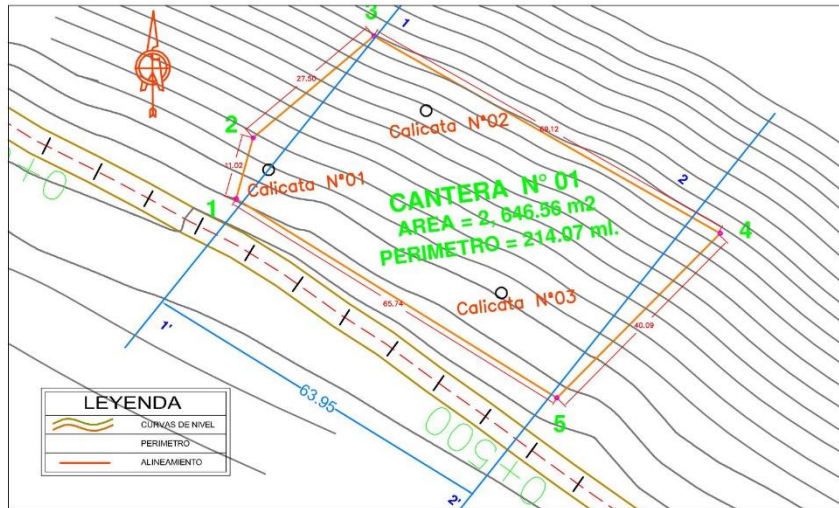 3
1
27.50
2
11.02
Calicata N°01
1
Calicata N°02
69.12
2
CANTERA N° 01
AREA = 2, 646.56 m2
PERIMETRO = 214.07 ml.
4
Calicata N°03
65.74
40.09
5
1'
63.95
2'
0+500
LEYENDA
CURVAS DE NIVEL
PERIMETRO
ALINEAMIENTO